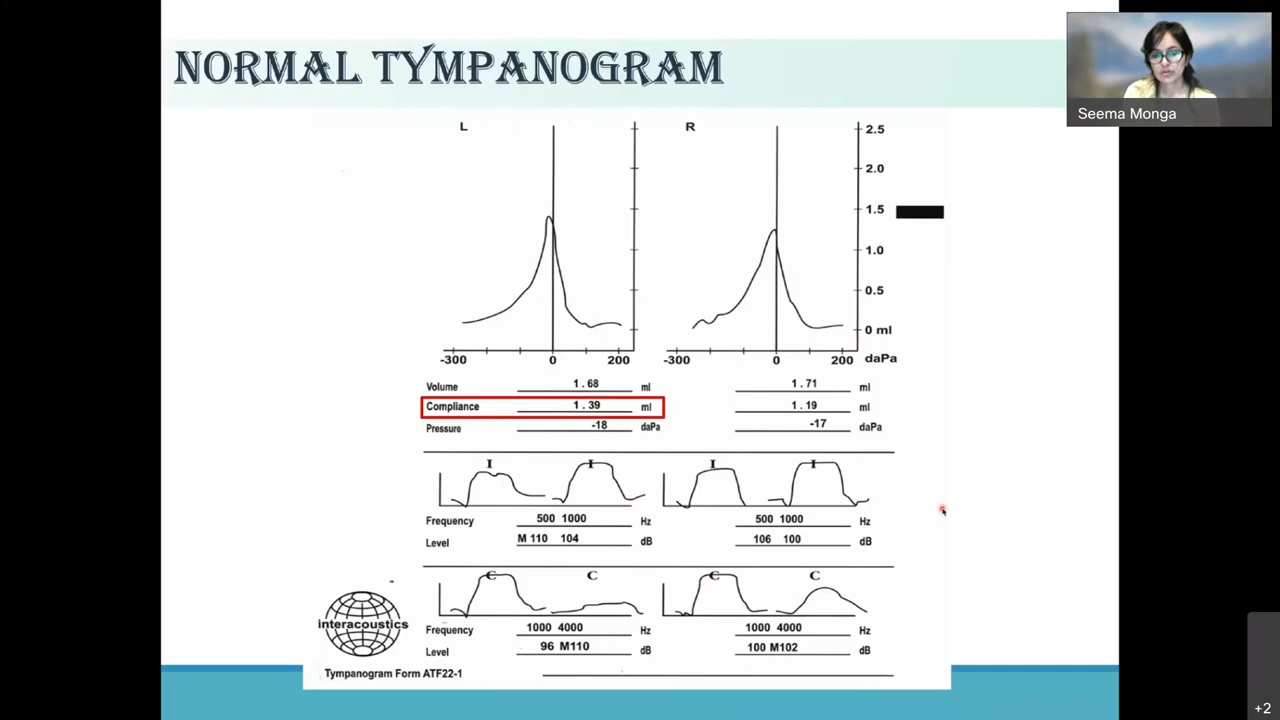 NORMAL TYMPANOGRAM
Seema Monga
L R 2.5
2.0
1.5
1.0
0.5
0 ml
-300 0 200 -300 0 200 daPa
Volume 1 . 68 ml 1 . 71 ml
Compliance 1 . 39 ml 1 . 19 ml
Pressure -18 daPa -17 daPa
I I I I
Frequency 500 1000 Hz 500 1000 Hz
Level M 110 104 dB 106 100 dB
C C C C
Frequency 1000 4000 Hz 1000 4000 Hz
Level 96 M110 dB 100 M102 dB
interacoustics
Tympanogram Form ATF22-1
+2